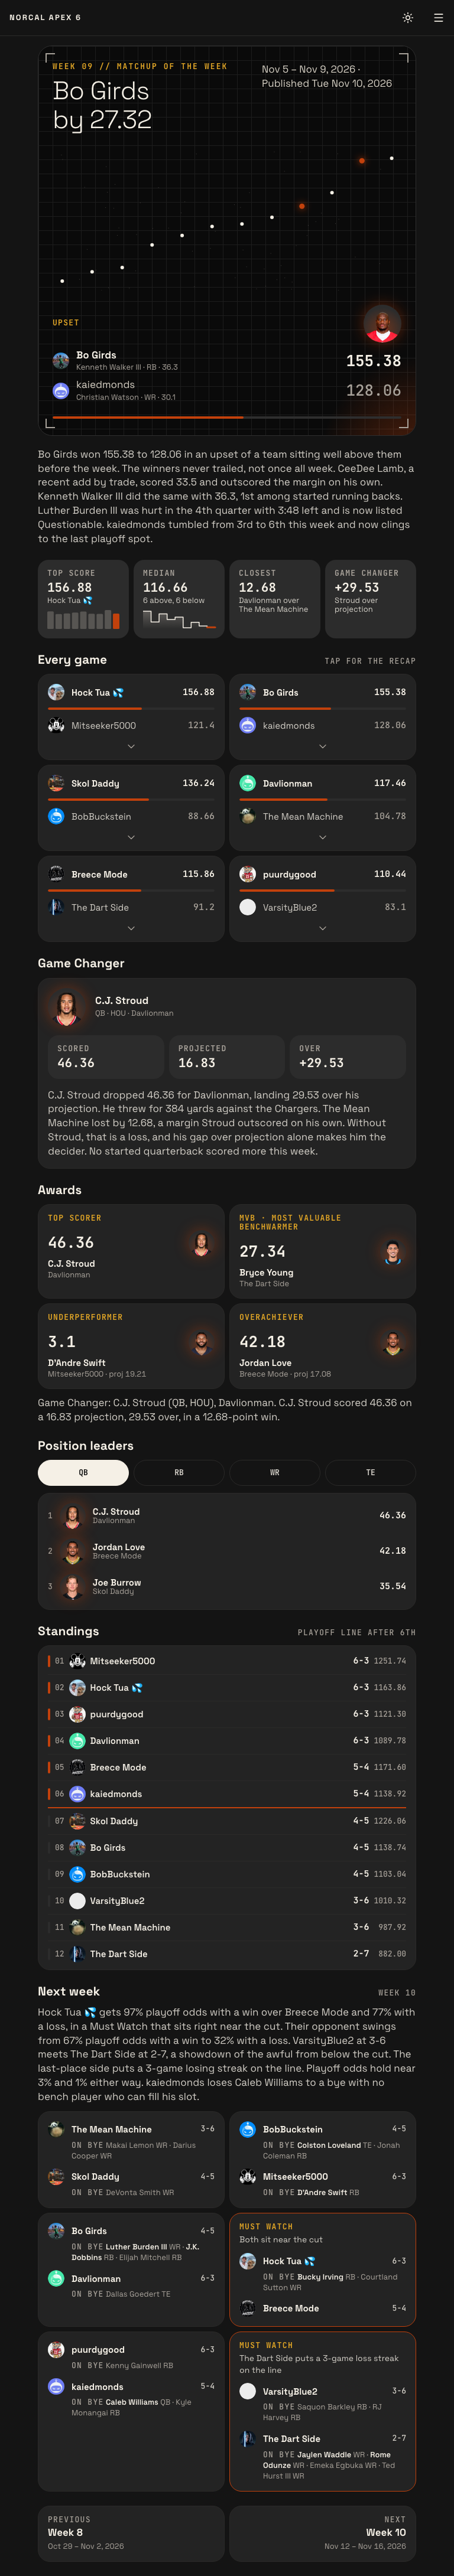 NORCAL APEX 6
WEEK 09 // MATCHUP OF THE WEEK
Nov 5 – Nov 9, 2026 ·
Published Tue Nov 10, 2026
Bo Girds
by 27.32
UPSET
Bo Girds
Kenneth Walker III · RB · 36.3
155.38
kaiedmonds
Christian Watson · WR · 30.1
128.06
Bo Girds won 155.38 to 128.06 in an upset of a team sitting well above them
before the week. The winners never trailed, not once all week. CeeDee Lamb, a
recent add by trade, scored 33.5 and outscored the margin on his own.
Kenneth Walker III did the same with 36.3, 1st among started running backs.
Luther Burden III was hurt in the 4th quarter with 3:48 left and is now listed
Questionable. kaiedmonds tumbled from 3rd to 6th this week and now clings
to the last playoff spot.
TOP SCORE
156.88
Hock Tua 💦
MEDIAN
116.66
6 above, 6 below
CLOSEST
12.68
Davlionman over
The Mean Machine
GAME CHANGER
+29.53
Stroud over
projection
Every game
TAP FOR THE RECAP
Hock Tua 💦 156.88
Mitseeker5000 121.4
Bo Girds 155.38
kaiedmonds 128.06
Skol Daddy 136.24
BobBuckstein 88.66
Davlionman 117.46
The Mean Machine 104.78
Breece Mode 115.86
The Dart Side 91.2
puurdygood 110.44
VarsityBlue2 83.1
Game Changer
C.J. Stroud
QB · HOU · Davlionman
SCORED
46.36
PROJECTED
16.83
OVER
+29.53
C.J. Stroud dropped 46.36 for Davlionman, landing 29.53 over his
projection. He threw for 384 yards against the Chargers. The Mean
Machine lost by 12.68, a margin Stroud outscored on his own. Without
Stroud, that is a loss, and his gap over projection alone makes him the
decider. No started quarterback scored more this week.
Awards
TOP SCORER
46.36
C.J. Stroud
Davlionman
MVB · MOST VALUABLE
BENCHWARMER
27.34
Bryce Young
The Dart Side
UNDERPERFORMER
3.1
D'Andre Swift
Mitseeker5000 · proj 19.21
OVERACHIEVER
42.18
Jordan Love
Breece Mode · proj 17.08
Game Changer: C.J. Stroud (QB, HOU), Davlionman. C.J. Stroud scored 46.36 on
a 16.83 projection, 29.53 over, in a 12.68-point win.
Position leaders
QB
RB
WR
TE
1 C.J. Stroud 46.36
Davlionman
2 Jordan Love 42.18
Breece Mode
3 Joe Burrow 35.54
Skol Daddy
Standings
PLAYOFF LINE AFTER 6TH
01 Mitseeker5000 6-3 1251.74
02 Hock Tua 💦 6-3 1163.86
03 puurdygood 6-3 1121.30
04 Davlionman 6-3 1089.78
05 Breece Mode 5-4 1171.60
06 kaiedmonds 5-4 1138.92
07 Skol Daddy 4-5 1226.06
08 Bo Girds 4-5 1138.74
09 BobBuckstein 4-5 1103.04
10 VarsityBlue2 3-6 1010.32
11 The Mean Machine 3-6 987.92
12 The Dart Side 2-7 882.00
Next week
WEEK 10
Hock Tua 💦 gets 97% playoff odds with a win over Breece Mode and 77% with
a loss, in a Must Watch that sits right near the cut. Their opponent swings
from 67% playoff odds with a win to 32% with a loss. VarsityBlue2 at 3-6
meets The Dart Side at 2-7, a showdown of the awful from below the cut. The
last-place side puts a 3-game losing streak on the line. Playoff odds hold near
3% and 1% either way. kaiedmonds loses Caleb Williams to a bye with no
bench player who can fill his slot.
The Mean Machine 3-6
ON BYE Makai Lemon WR · Darius
Cooper WR
Skol Daddy 4-5
ON BYE DeVonta Smith WR
BobBuckstein 4-5
ON BYE Colston Loveland TE · Jonah
Coleman RB
Mitseeker5000 6-3
ON BYE D'Andre Swift RB
Bo Girds 4-5
ON BYE Luther Burden III WR · J.K.
Dobbins RB · Elijah Mitchell RB
Davlionman 6-3
ON BYE Dallas Goedert TE
MUST WATCH
Both sit near the cut
Hock Tua 💦 6-3
ON BYE Bucky Irving RB · Courtland
Sutton WR
Breece Mode 5-4
puurdygood 6-3
ON BYE Kenny Gainwell RB
kaiedmonds 5-4
ON BYE Caleb Williams QB · Kyle
Monangai RB
MUST WATCH
The Dart Side puts a 3-game loss streak
on the line
VarsityBlue2 3-6
ON BYE Saquon Barkley RB · RJ
Harvey RB
The Dart Side 2-7
ON BYE Jaylen Waddle WR · Rome
Odunze WR · Emeka Egbuka WR · Ted
Hurst III WR
PREVIOUS
Week 8
Oct 29 – Nov 2, 2026
NEXT
Week 10
Nov 12 – Nov 16, 2026